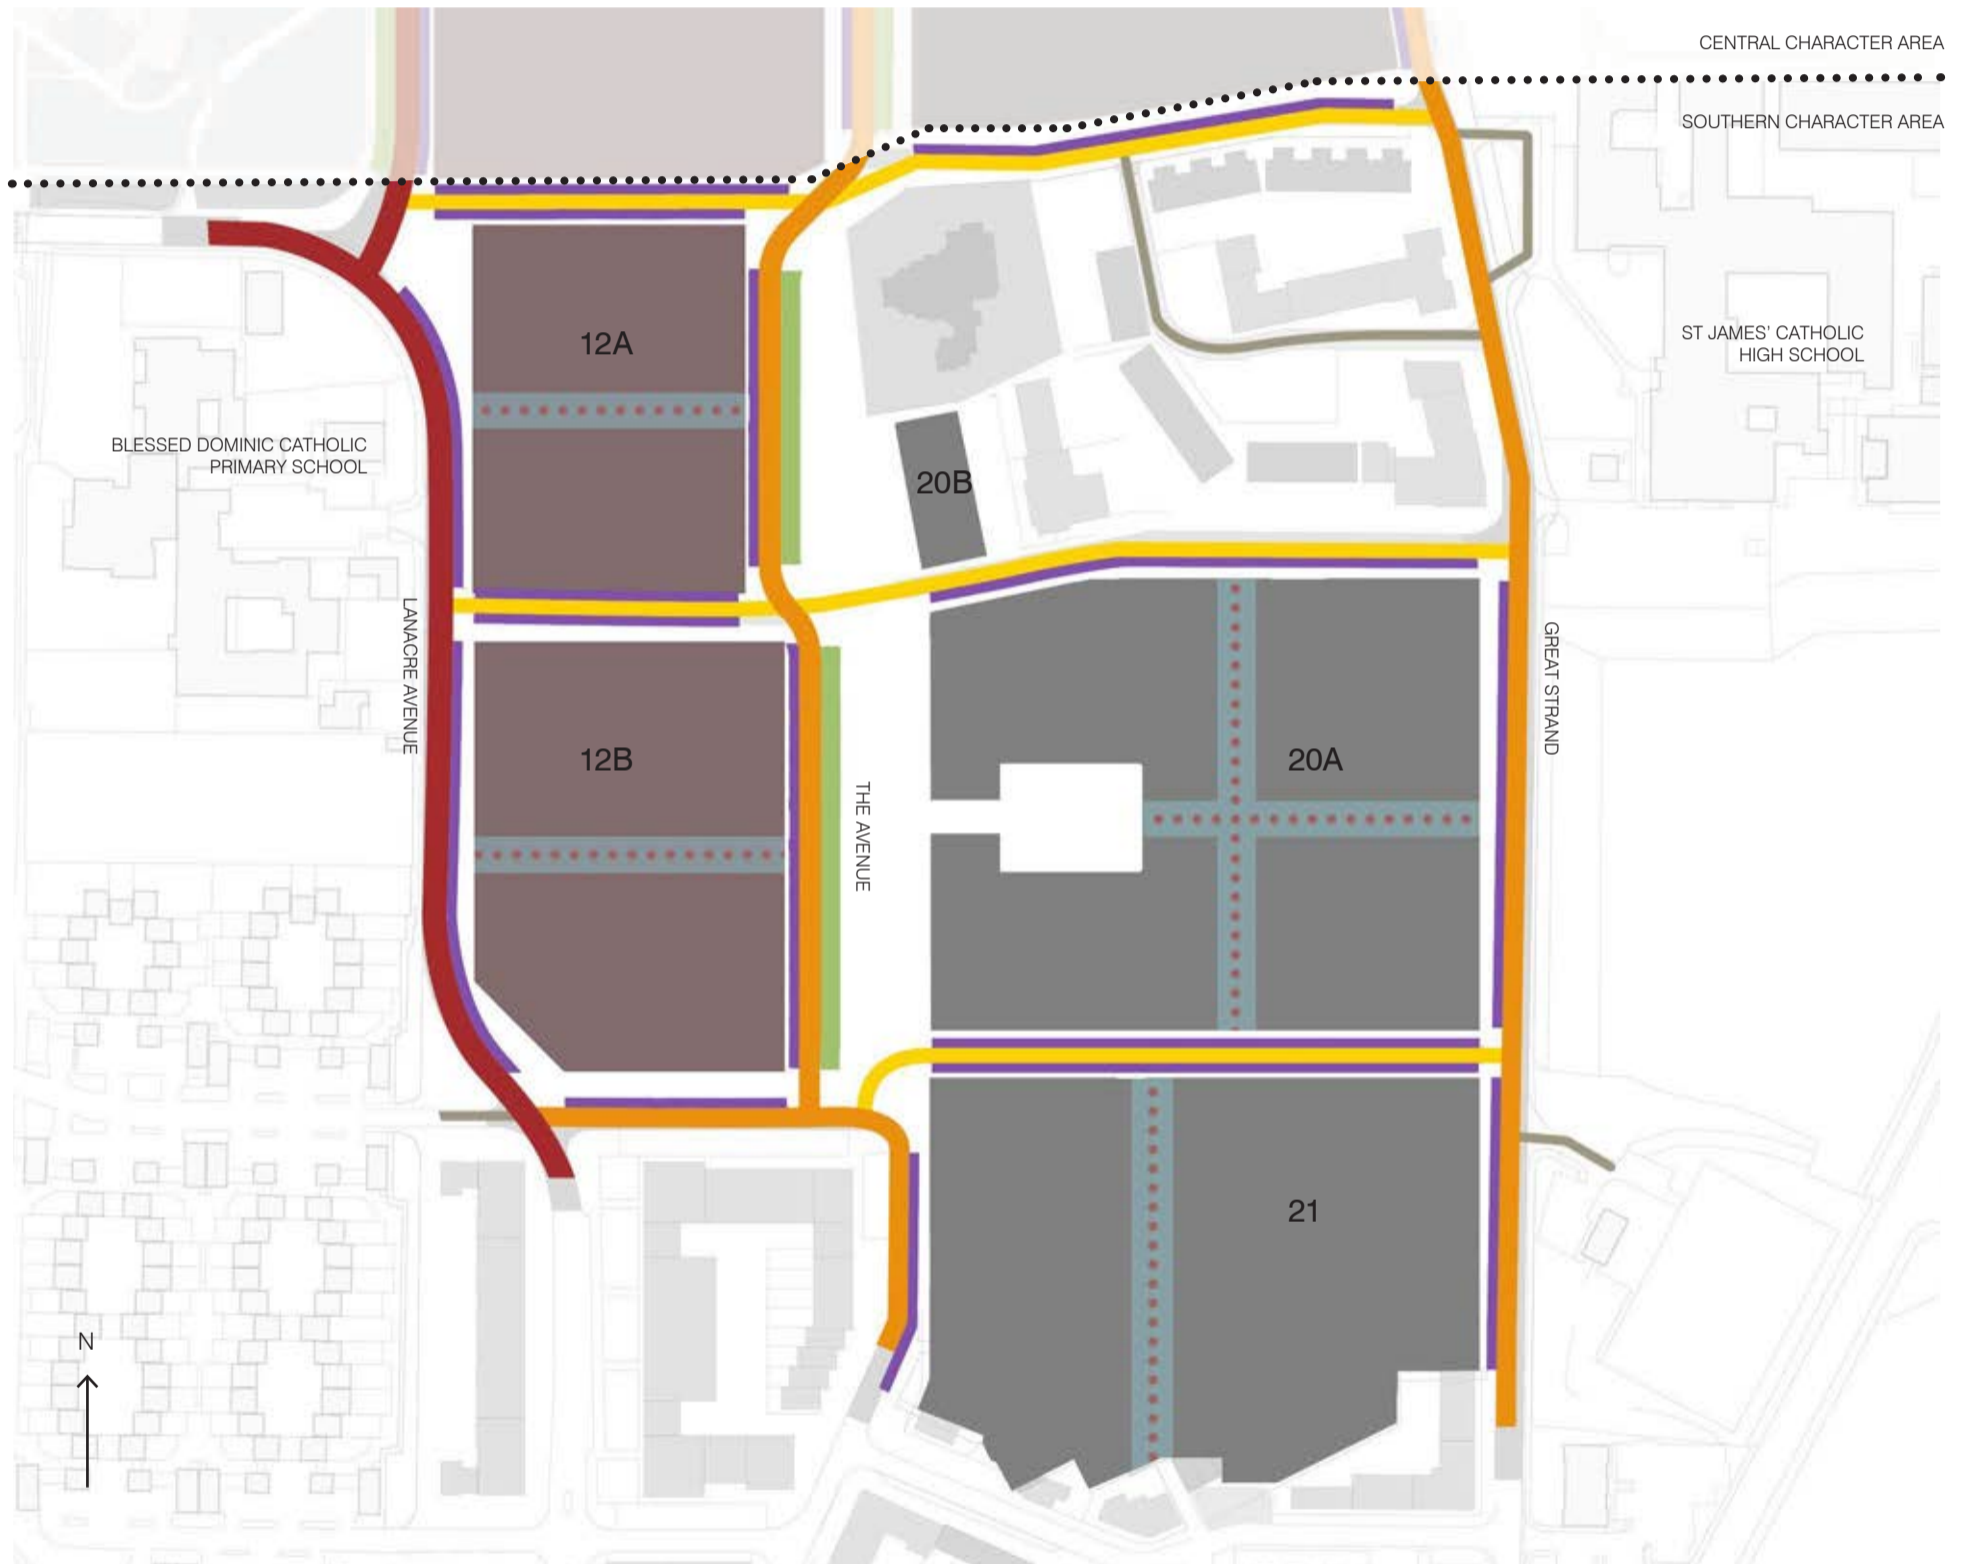 CENTRAL CHARACTER AREA
SOUTHERN CHARACTER AREA
ST JAMES' CATHOLIC
HIGH SCHOOL
12A
BLESSED DOMINIC CATHOLIC
PRIMARY SCHOOL
20B
LANACRE AVENUE
GREAT STRAND
12B
20A
THE AVENUE
21
N